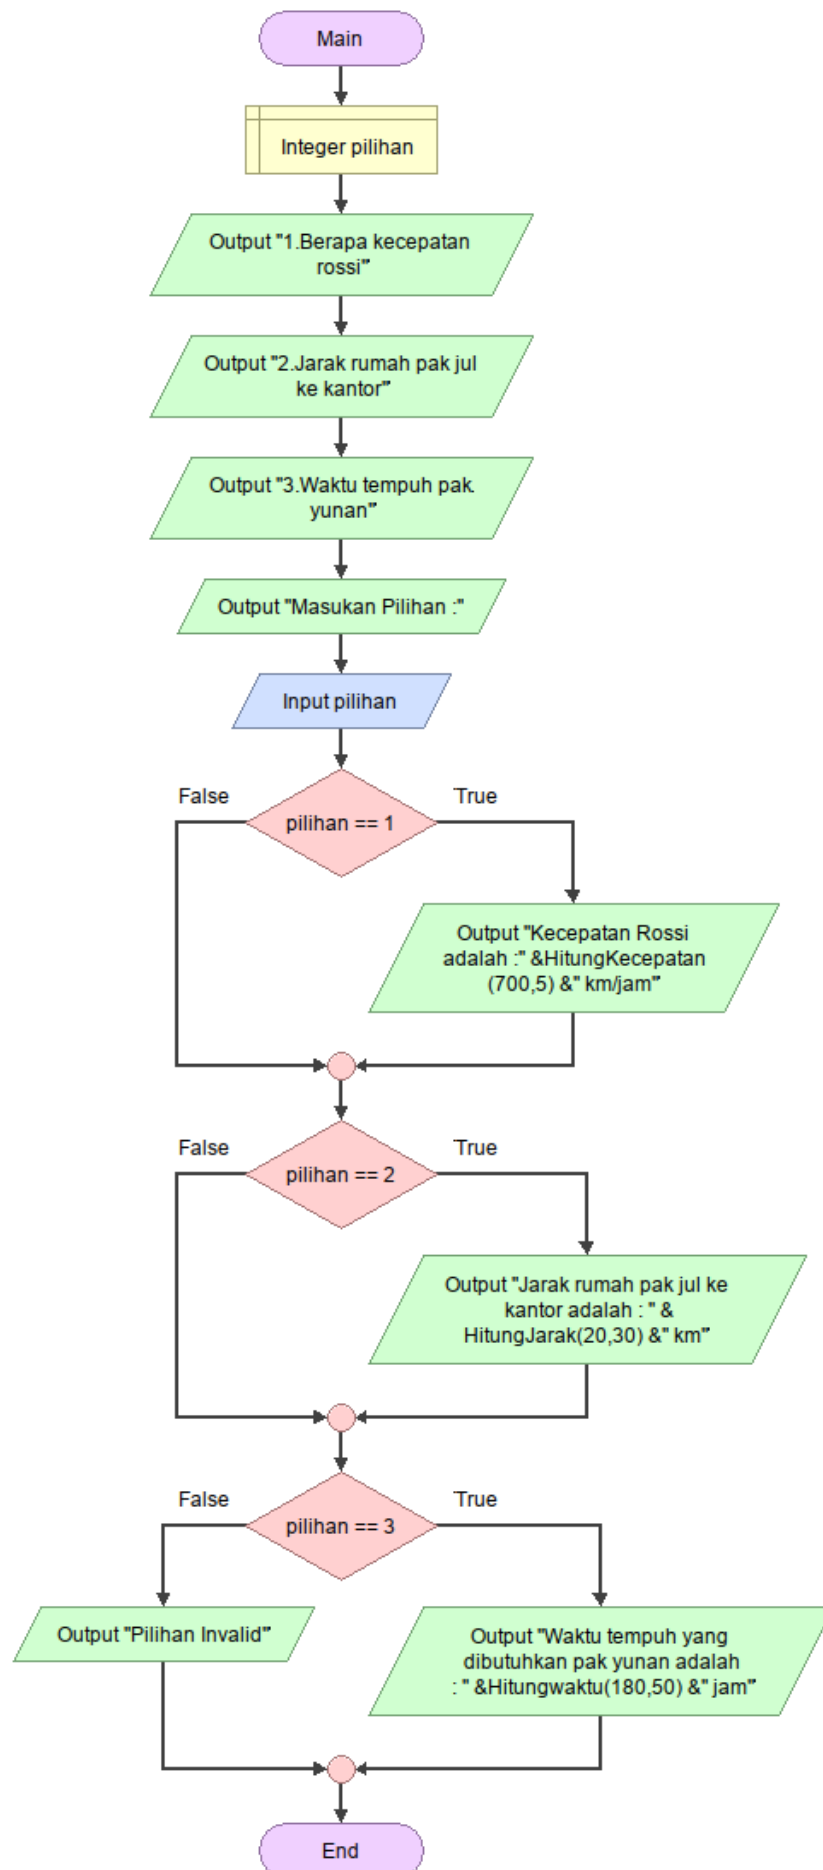 Main
Integer pilihan
Output "1.Berapa kecepatan
rossi"
Output "2.Jarak rumah pak jul
ke kantor"
Output "3.Waktu tempuh pak.
yunan"
Output "Masukan Pilihan :"
Input pilihan
False
True
pilihan == 1
Output "Kecepatan Rossi
adalah :" &HitungKecepatan
(700,5) &" km/jam"
False
True
pilihan == 2
Output "Jarak rumah pak jul ke
kantor adalah : " &
HitungJarak(20,30) &" km"
False
True
pilihan == 3
Output "Pilihan Invalid"
Output "Waktu tempuh yang
dibutuhkan pak yunan adalah
: " &Hitungwaktu(180,50) &" jam"
End